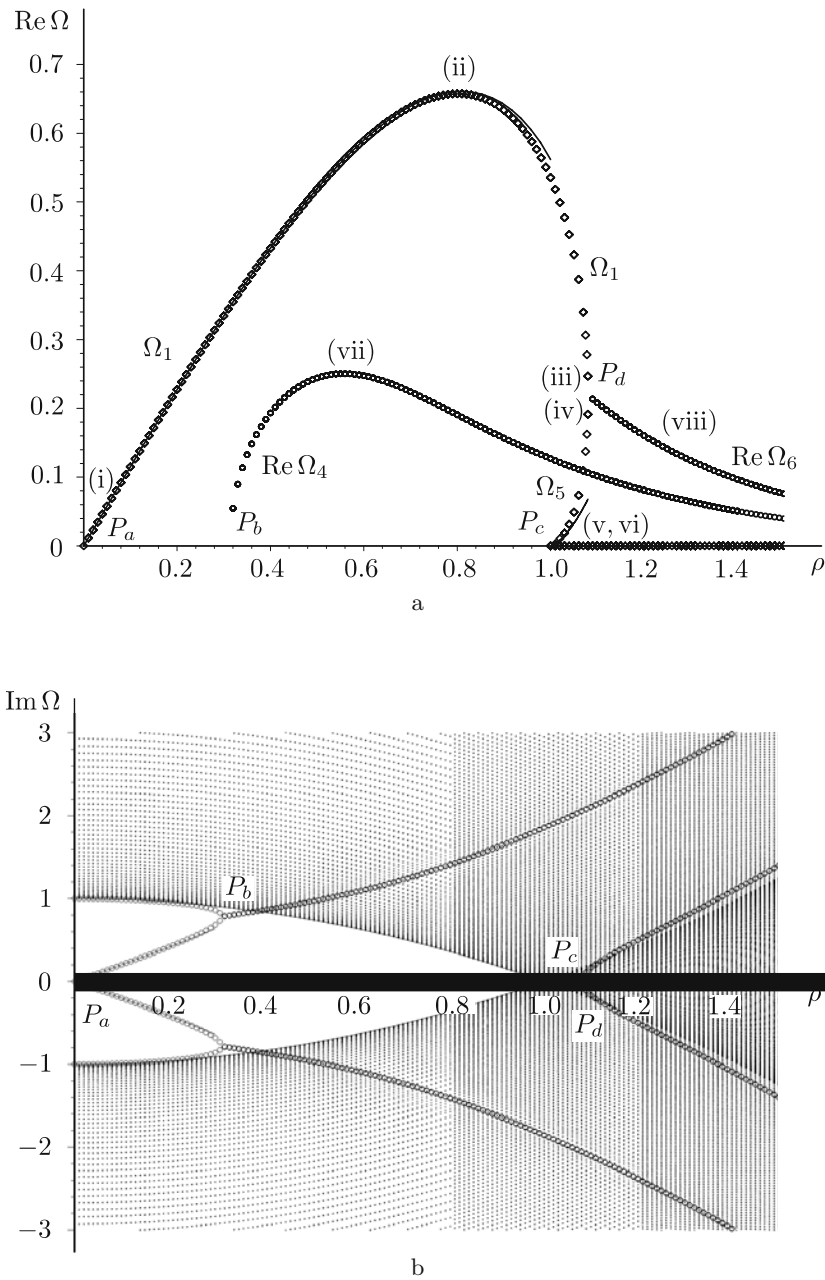 Re Ω
0.7
(ii)
0.6
0.5
0.4
Ω1
0.3
Ω1
(vii)
(iii) Pd
0.2
(iv)
(viii)
Re Ω4
Re Ω6
0.1
(i)
Ω5
Pa
Pb
Pc
(v, vi)
0
0.2 0.4 0.6 0.8 1.0 1.2 1.4 ρ
a
Im Ω
3
2
Pb
1
Pc
0
0.2 0.4 0.6 0.8 1.0 1.2 1.4 ρ
Pa
Pd
−1
−2
−3
b